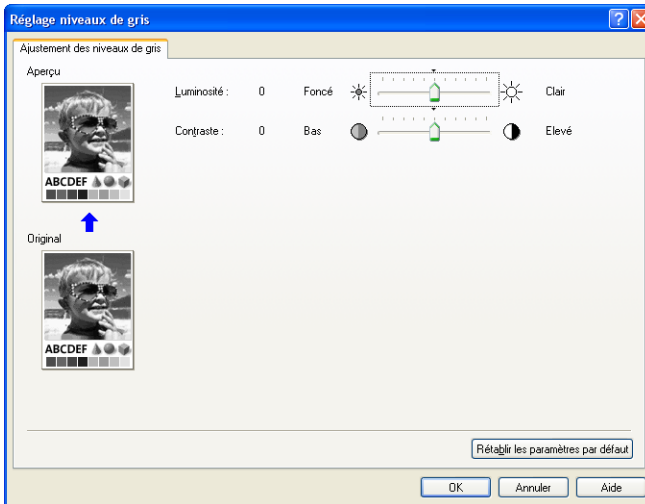 Réglage niveaux de gris
Ajustement des niveaux de gris
Aperçu
Luminosité : 0 Foncé Clair
Contraste : 0 Bas Elevé
ABCDEF
Original
ABCDEF
Rétablir les paramètres par défaut
OK Annuler Aide